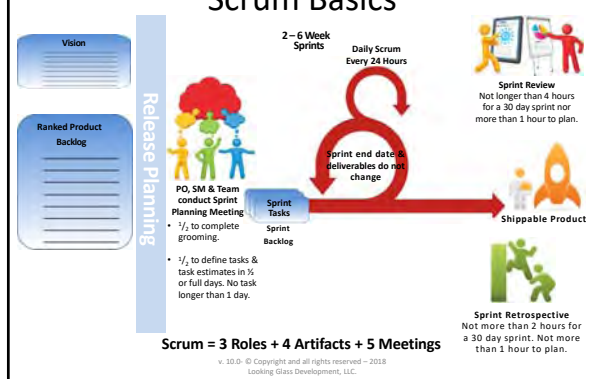 Scrum Basics
Vision
Ranked Product
Backlog
Release Planning
PO, SM & Team
conduct Sprint
Planning Meeting
• 1/2 to complete
grooming.
• 1/2 to define tasks &
task estimates in ½
or full days. No task
longer than 1 day.
2 – 6 Week
Sprints
Daily Scrum
Every 24 Hours
Sprint end date &
deliverables do not
change
Sprint
Tasks
Sprint
Backlog
Sprint Review
Not longer than 4 hours
for a 30 day sprint nor
more than 1 hour to plan.
Shippable Product
Sprint Retrospective
Not more than 2 hours for
a 30 day sprint. Not more
than 1 hour to plan.
Scrum = 3 Roles + 4 Artifacts + 5 Meetings
v. 10.0- © Copyright and all rights reserved – 2018
Looking Glass Development, LLC.